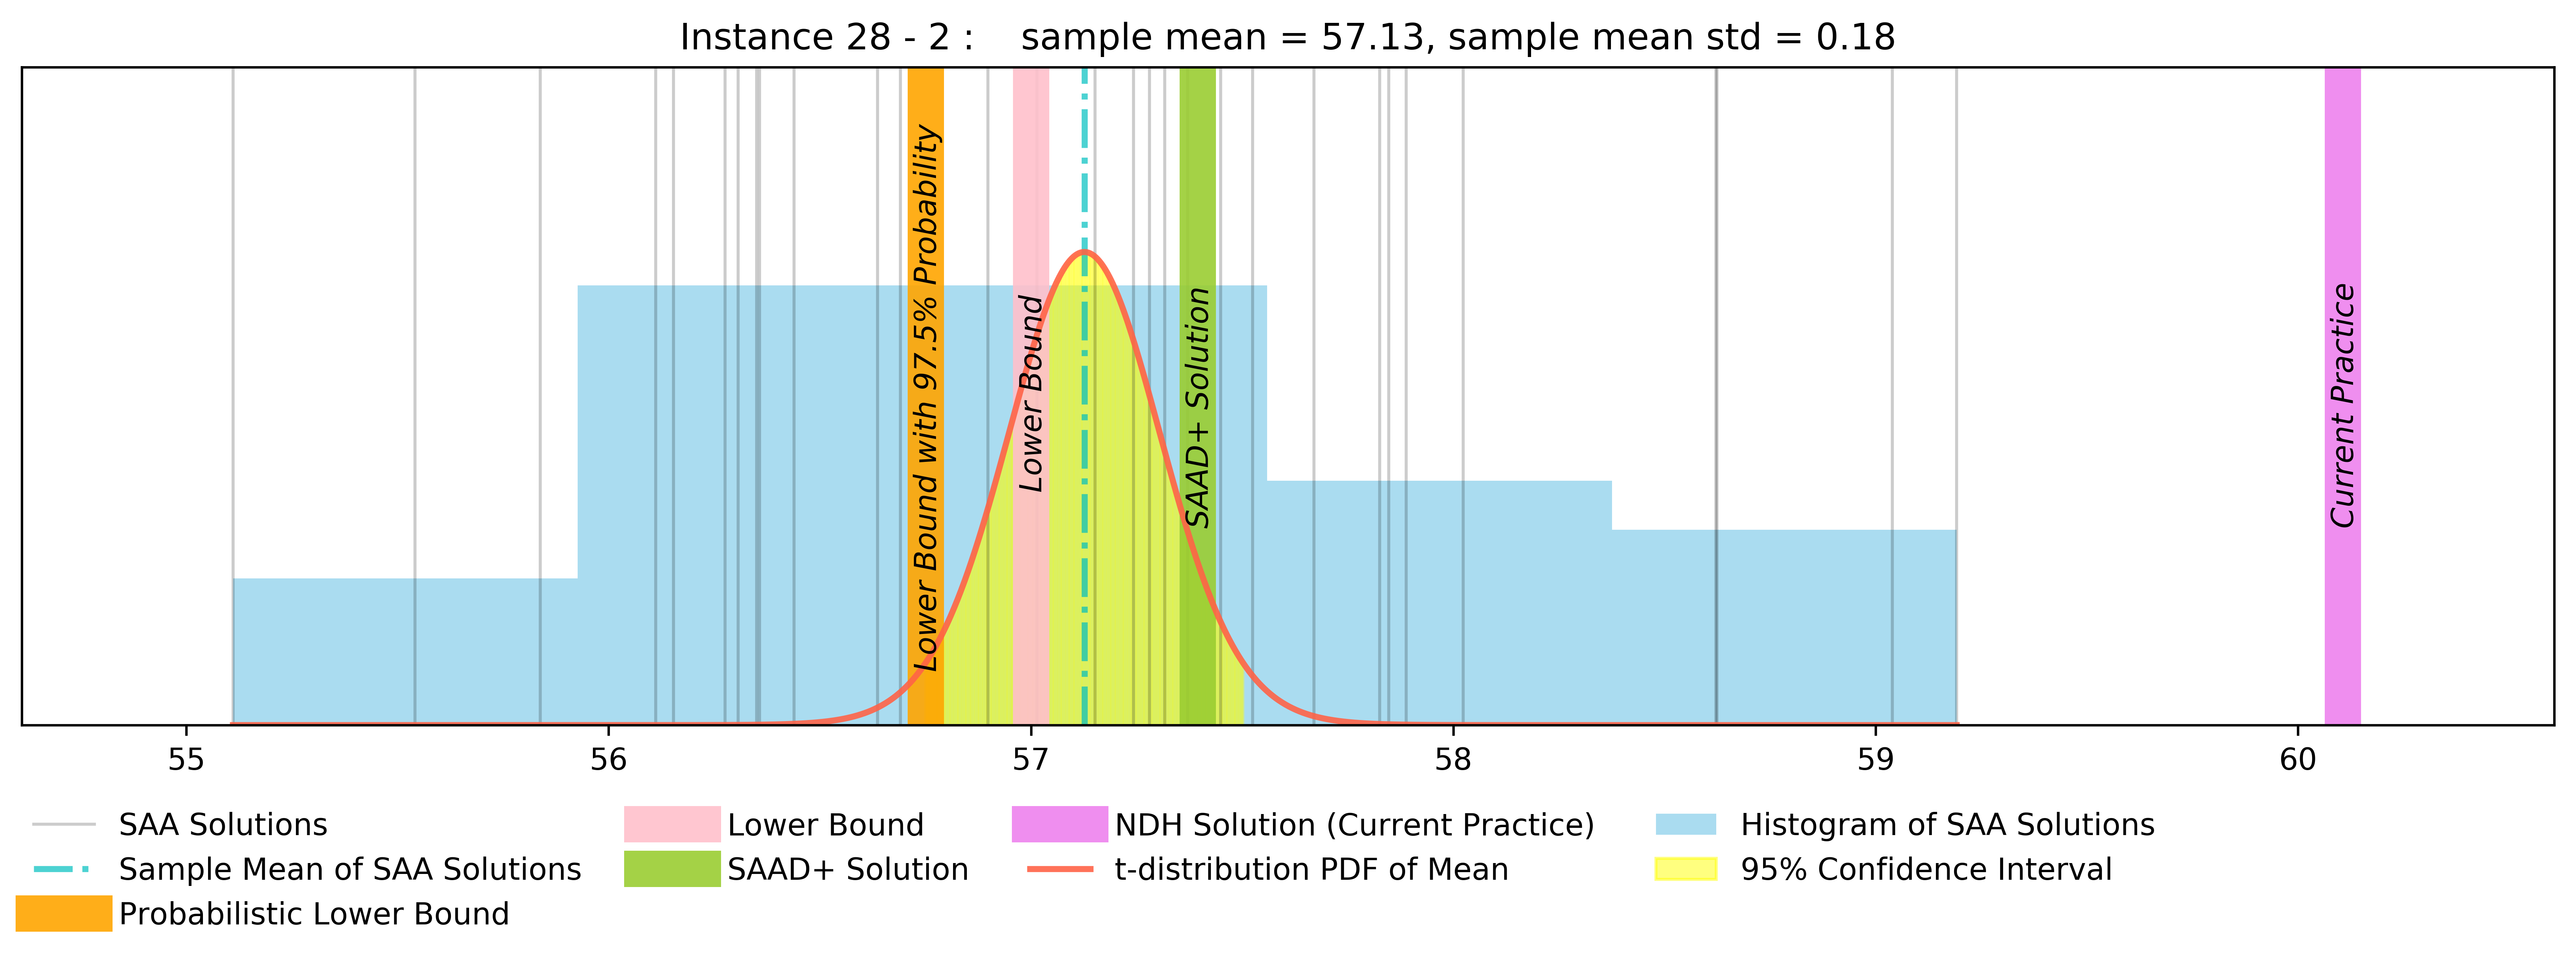 Instance 28 - 2 :    sample mean = 57.13, sample mean std = 0.18
Lower Bound with 97.5% Probability
Lower Bound
SAAD+ Solution
Current Practice
55 56 57 58 59 60
SAA Solutions
Sample Mean of SAA Solutions
Probabilistic Lower Bound
Lower Bound
SAAD+ Solution
NDH Solution (Current Practice)
t-distribution PDF of Mean
Histogram of SAA Solutions
95% Confidence Interval